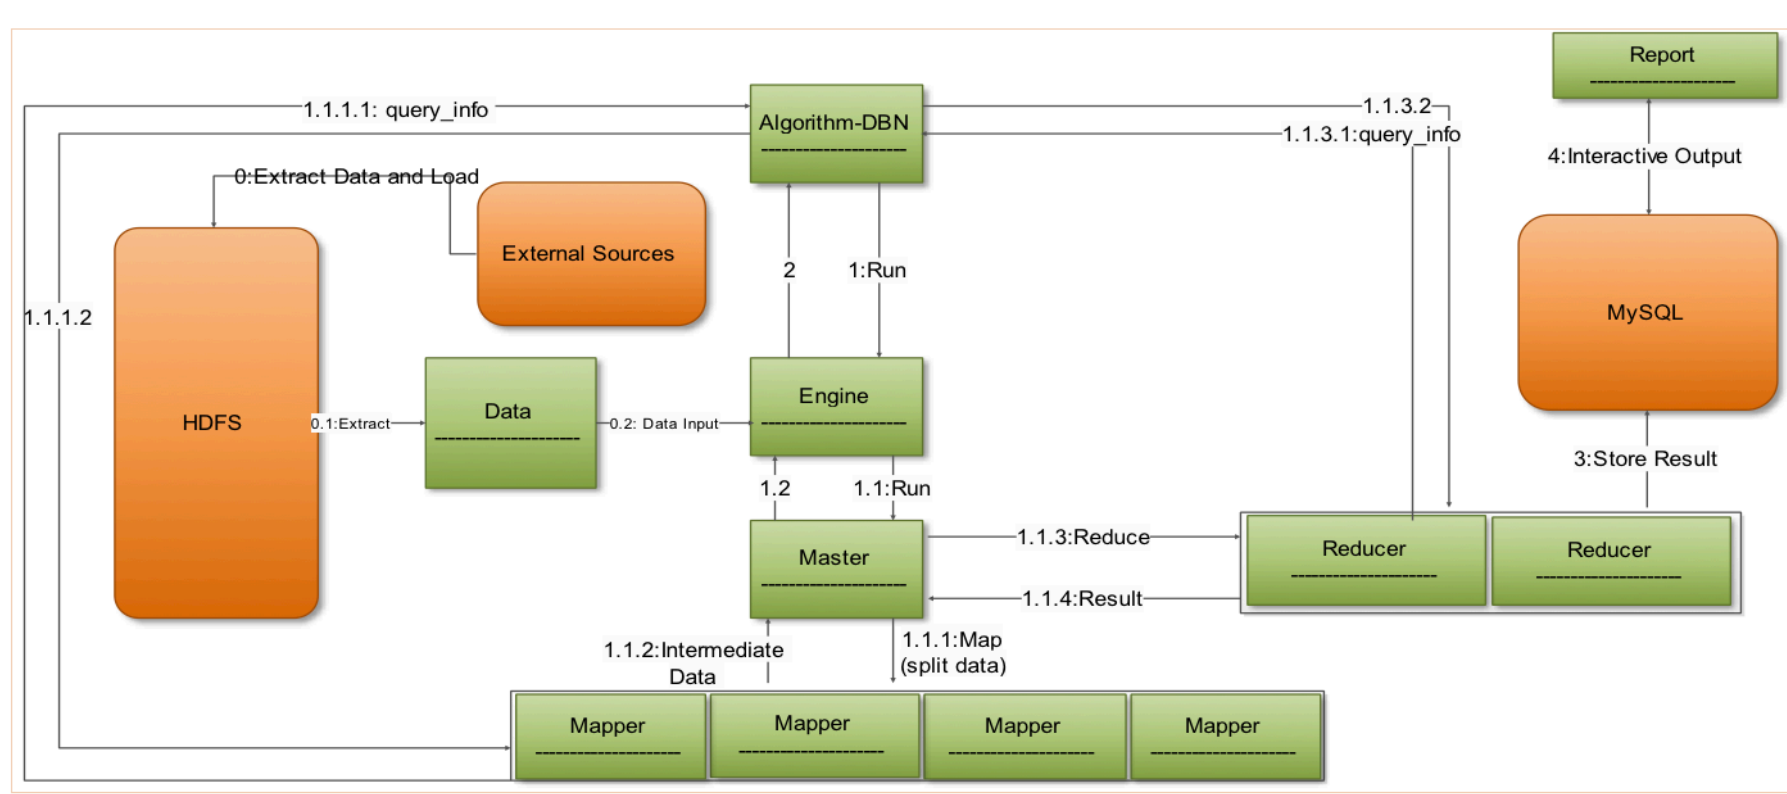 Report
1.1.1.1: query_info
1.1.3.2
Algorithm-DBN
1.1.3.1:query_info
4:Interactive Output
0:Extract Data and Load
External Sources
2
1:Run
1.1.1.2
MySQL
Engine
Data
HDFS
0.1:Extract
0.2: Data Input
3:Store Result
1.2
1.1:Run
1.1.3:Reduce
Master
Reducer
Reducer
1.1.4:Result
1.1.2:Intermediate
Data
1.1.1:Map
(split data)
Mapper
Mapper
Mapper
Mapper